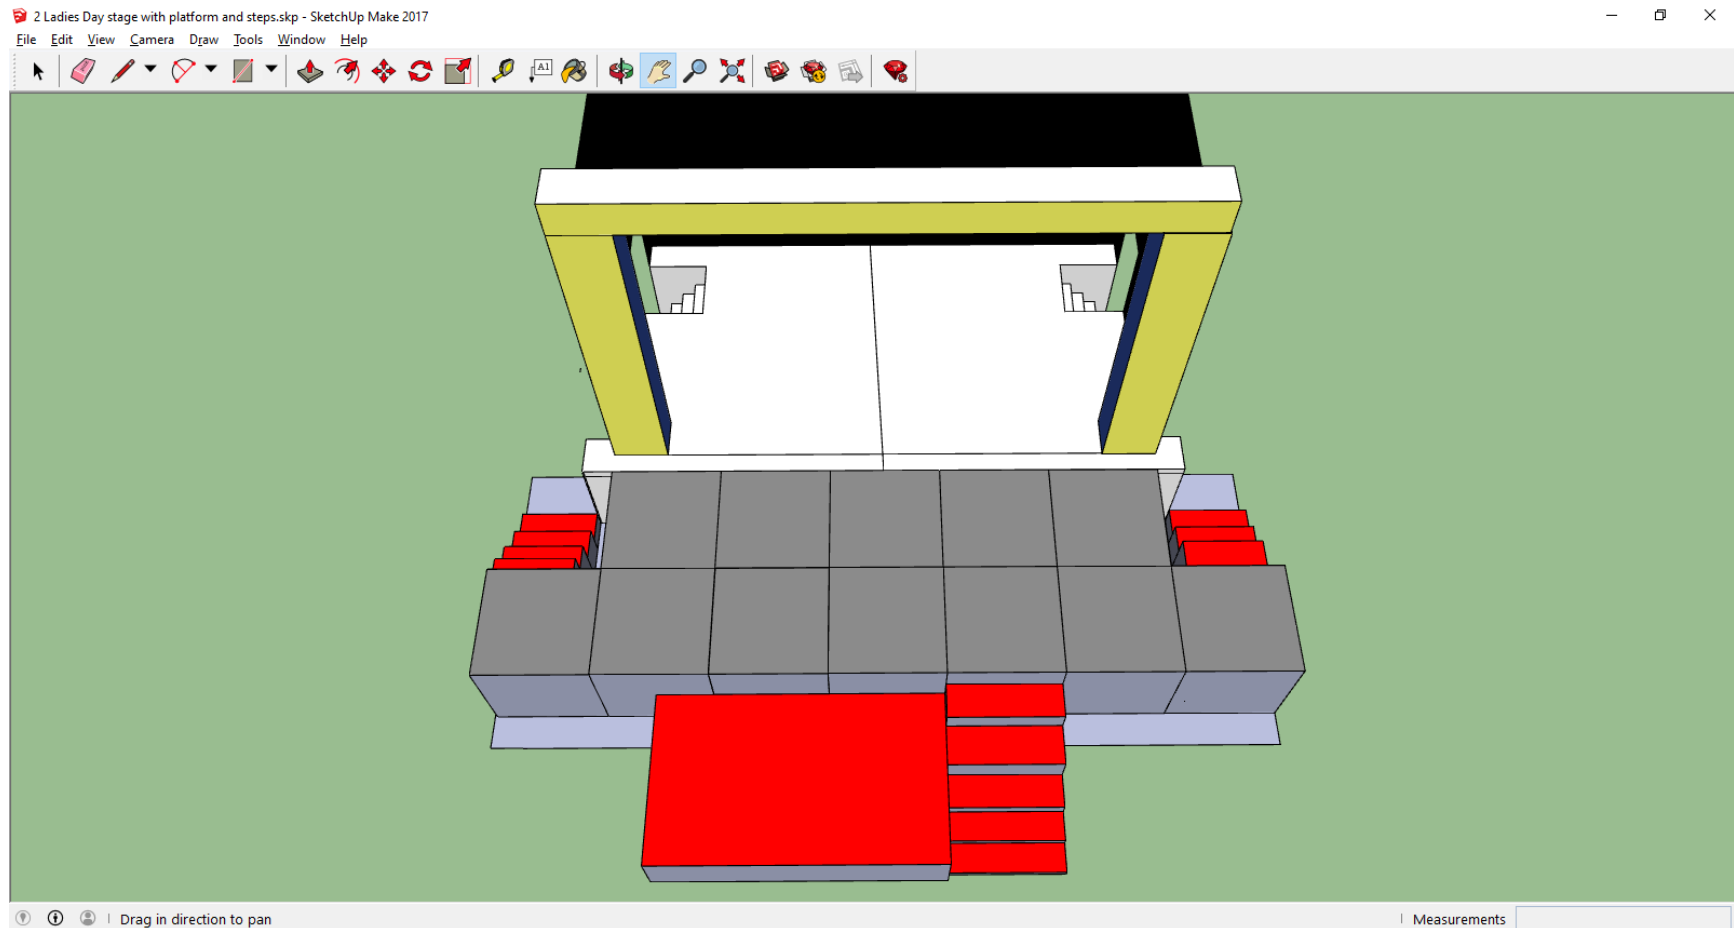 2 Ladies Day stage with platform and steps.skp - SketchUp Make 2017
File Edit View Camera Draw Tools Window Help
A1
Drag in direction to pan
Measurements